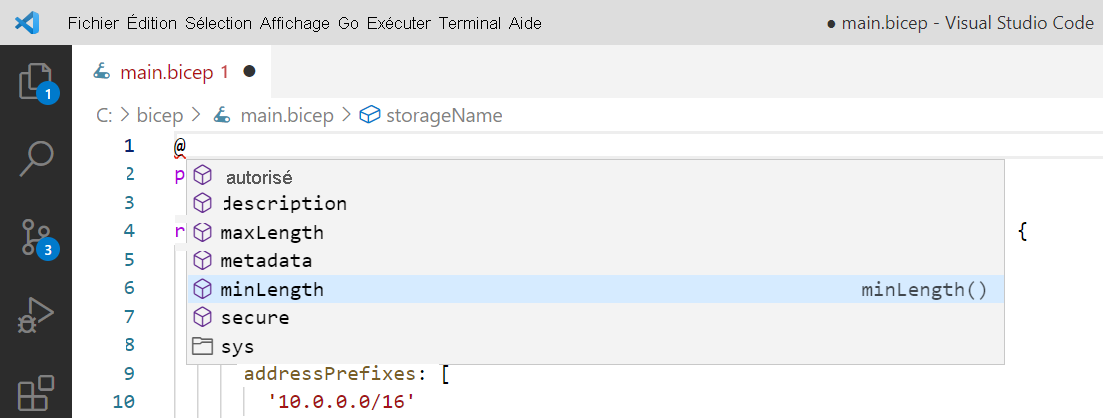 Fichier Édition Sélection Affichage Go Exécuter Terminal Aide ● main.bicep - Visual Studio Code
main.bicep 1 ●
1
C: > bicep > main.bicep > storageName
1 @
autorisé
2 p
3 description
4 r maxLength {
5 metadata
6 minLength minLength()
3
7 secure
8 sys
9 addressPrefixes: [
10 '10.0.0.0/16'